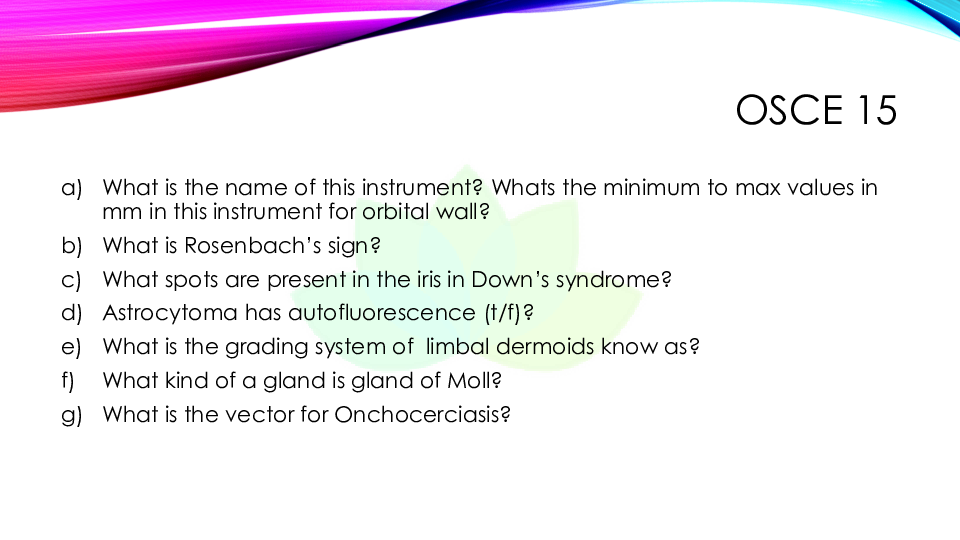 OSCE 15
a) What is the name of this instrument? Whats the minimum to max values in
mm in this instrument for orbital wall?
b) What is Rosenbach's sign?
c) What spots are present in the iris in Down's syndrome?
d) Astrocytoma has autofluorescence (t/f)?
e) What is the grading system of  limbal dermoids know as?
f) What kind of a gland is gland of Moll?
g) What is the vector for Onchocerciasis?